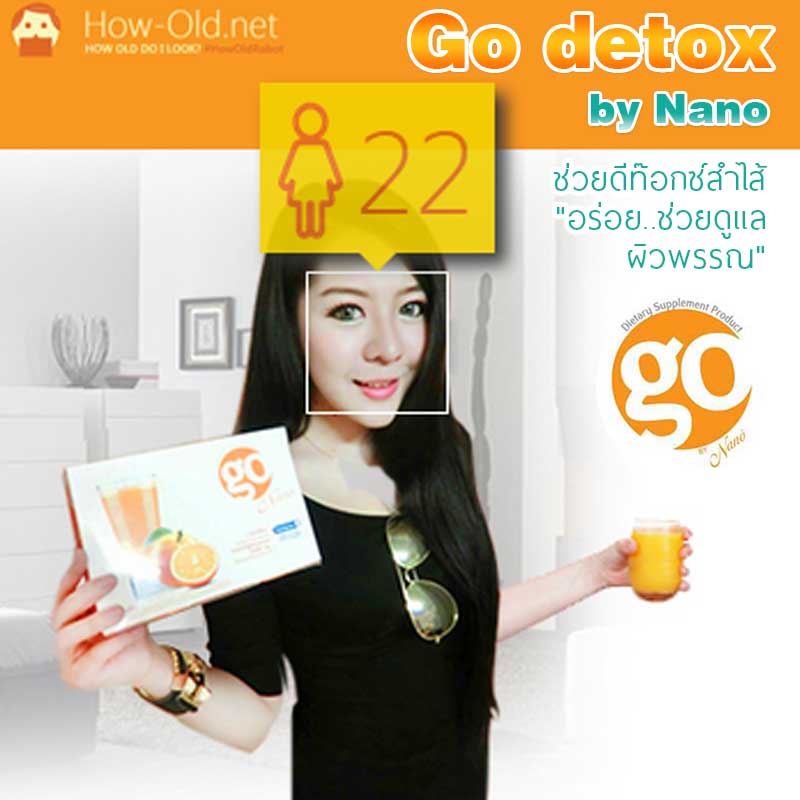 How-Old.net
HOW OLD DO I LOOK? #HowOldRobot
Go detox
by Nano
22
ช่วยดีท๊อกซ์ลำไส้
"อร่อย..ช่วยดูแล
ผิวพรรณ"
Dietary Supplement Product
go
BY Nano
go
Nano